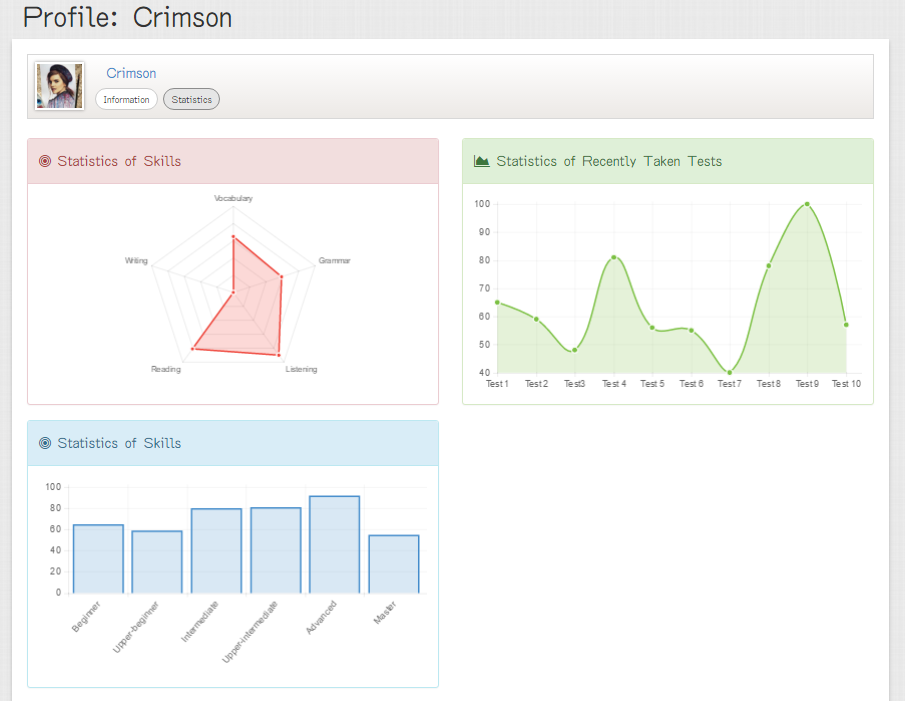 Profile: Crimson
Crimson
Information
Statistics
Statistics of Skills
Vocabulary
Writing
Grammar
Reading
Listening
Statistics of Recently Taken Tests
100
90
80
70
60
50
40
Test 1 Test 2 Test3 Test 4 Test 5 Test 6 Test 7 Test 8 Test 9 Test 10
Statistics of Skills
100
80
60
40
20
0
Beginner Upper-beginner Intermediate Upper-intermediate Advanced Master